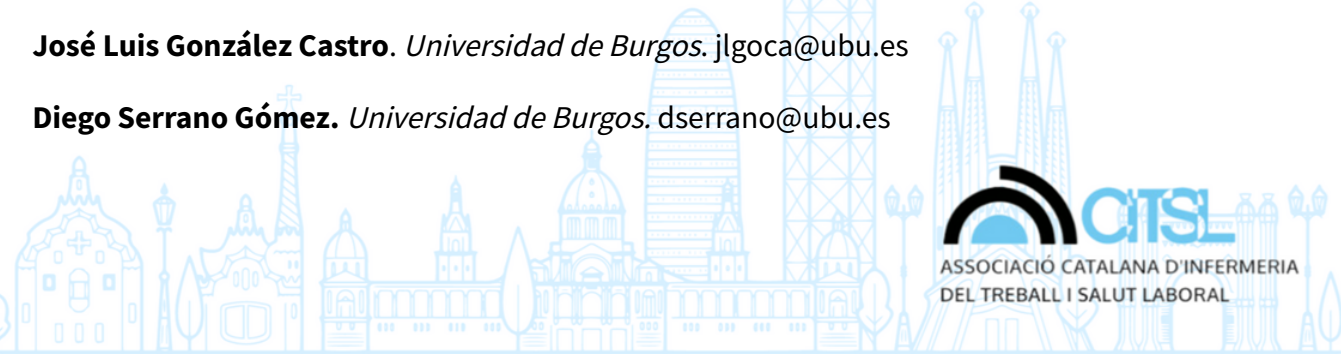 José Luis González Castro. Universidad de Burgos. jlgoca@ubu.es
Diego Serrano Gómez. Universidad de Burgos. dserrano@ubu.es
CITSL
ASSOCIACIÓ CATALANA D'INFERMERIA
DEL TREBALL I SALUT LABORAL